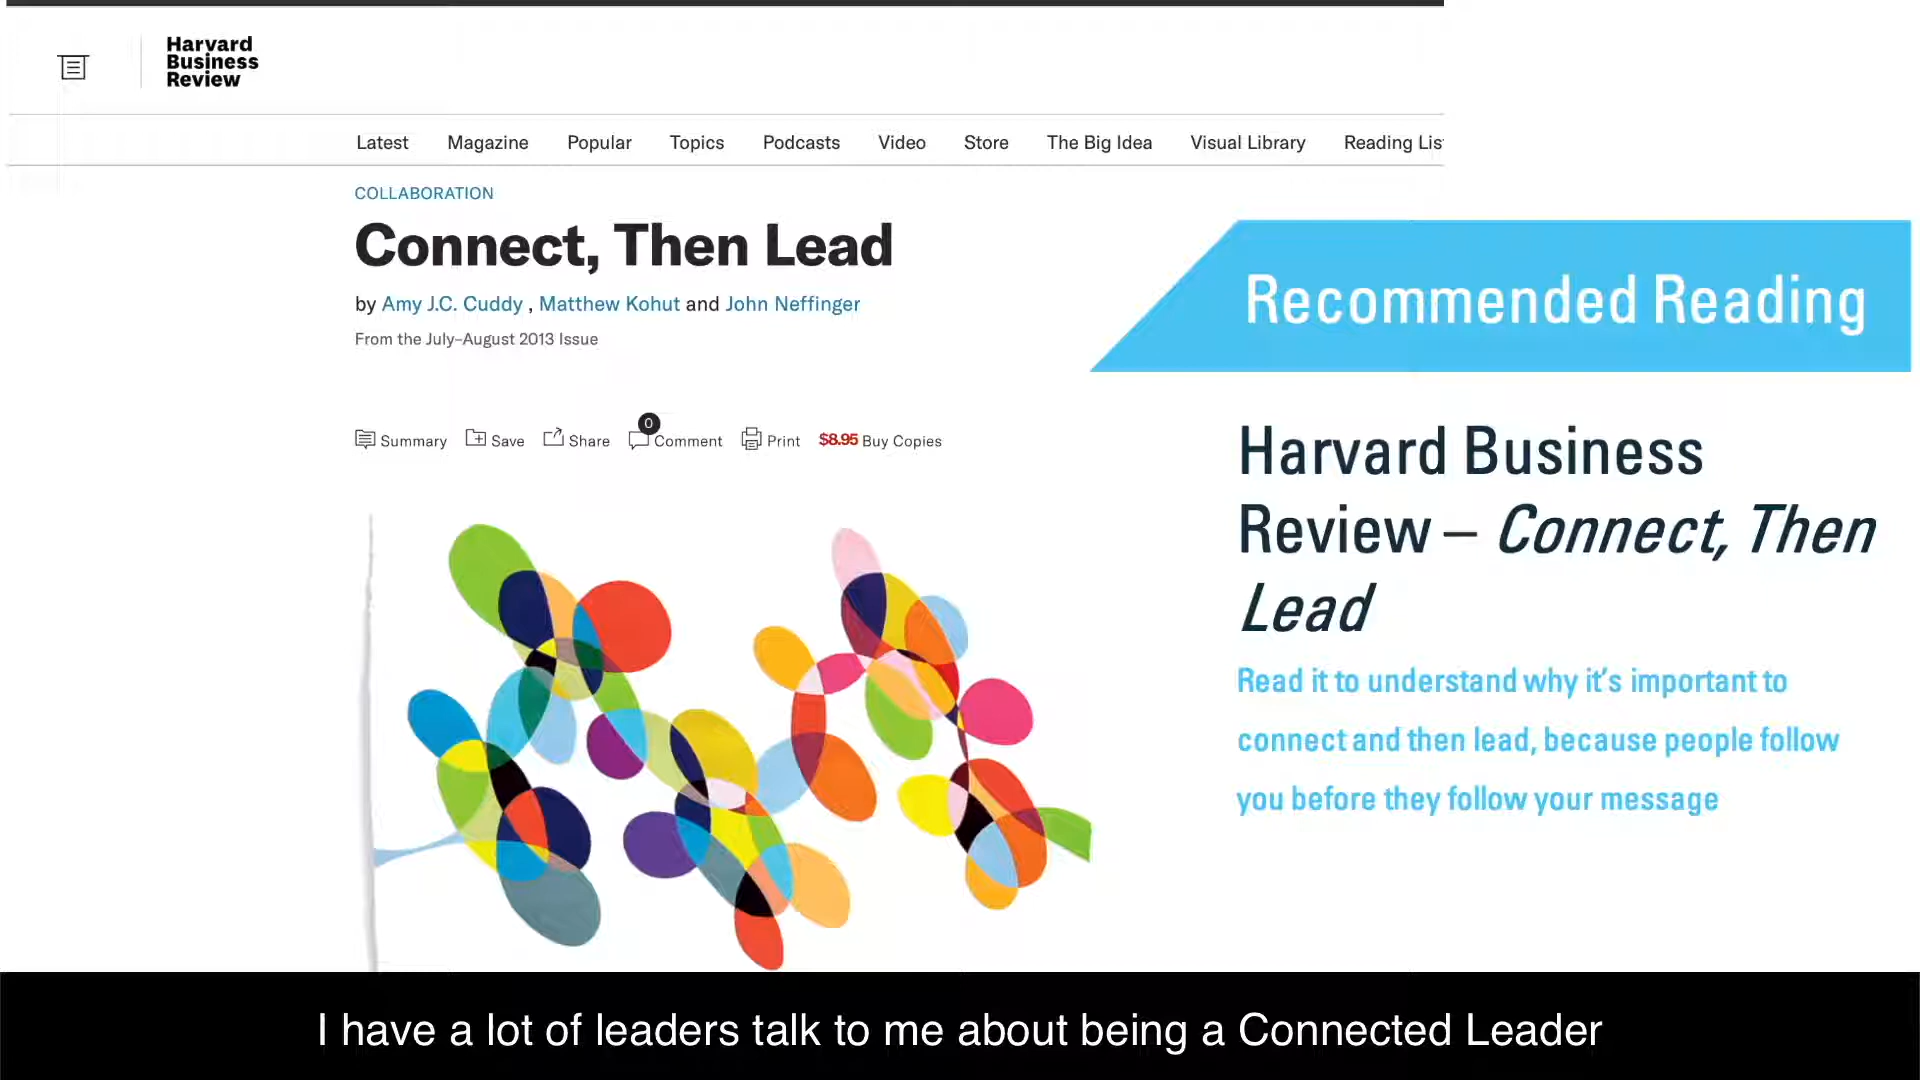 Harvard
Business
Review
Latest Magazine Popular Topics Podcasts Video Store The Big Idea Visual Library Reading Lis
COLLABORATION
Connect, Then Lead
by Amy J.C. Cuddy , Matthew Kohut and John Neffinger
From the July–August 2013 Issue
0
Summary Save Share Comment Print $8.95 Buy Copies
Recommended Reading
Harvard Business
Review – Connect, Then
Lead
Read it to understand why it's important to
connect and then lead, because people follow
you before they follow your message
I have a lot of leaders talk to me about being a Connected Leader